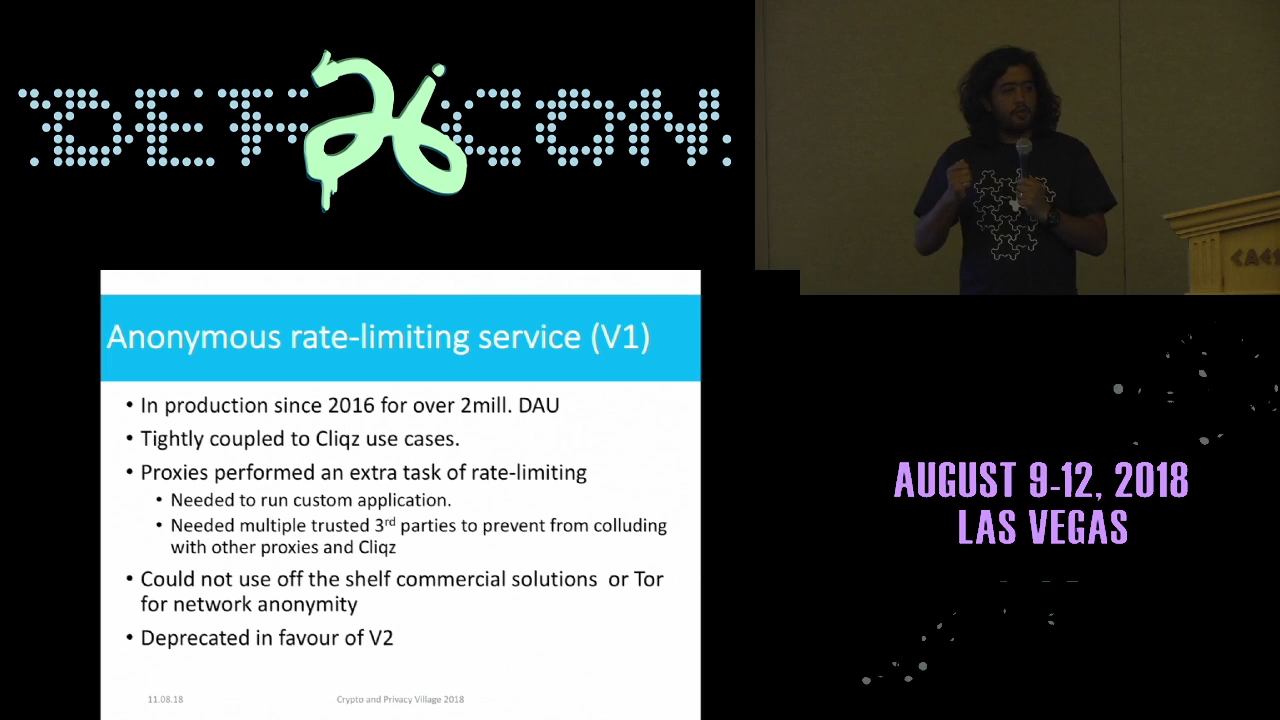 DEF CON
26
CAES
Anonymous rate-limiting service (V1)
• In production since 2016 for over 2mill. DAU
• Tightly coupled to Cliqz use cases.
• Proxies performed an extra task of rate-limiting
• Needed to run custom application.
• Needed multiple trusted 3rd parties to prevent from colluding
with other proxies and Cliqz
• Could not use off the shelf commercial solutions or Tor
for network anonymity
• Deprecated in favour of V2
11.08.18
Crypto and Privacy Village 2018
AUGUST 9-12, 2018
LAS VEGAS